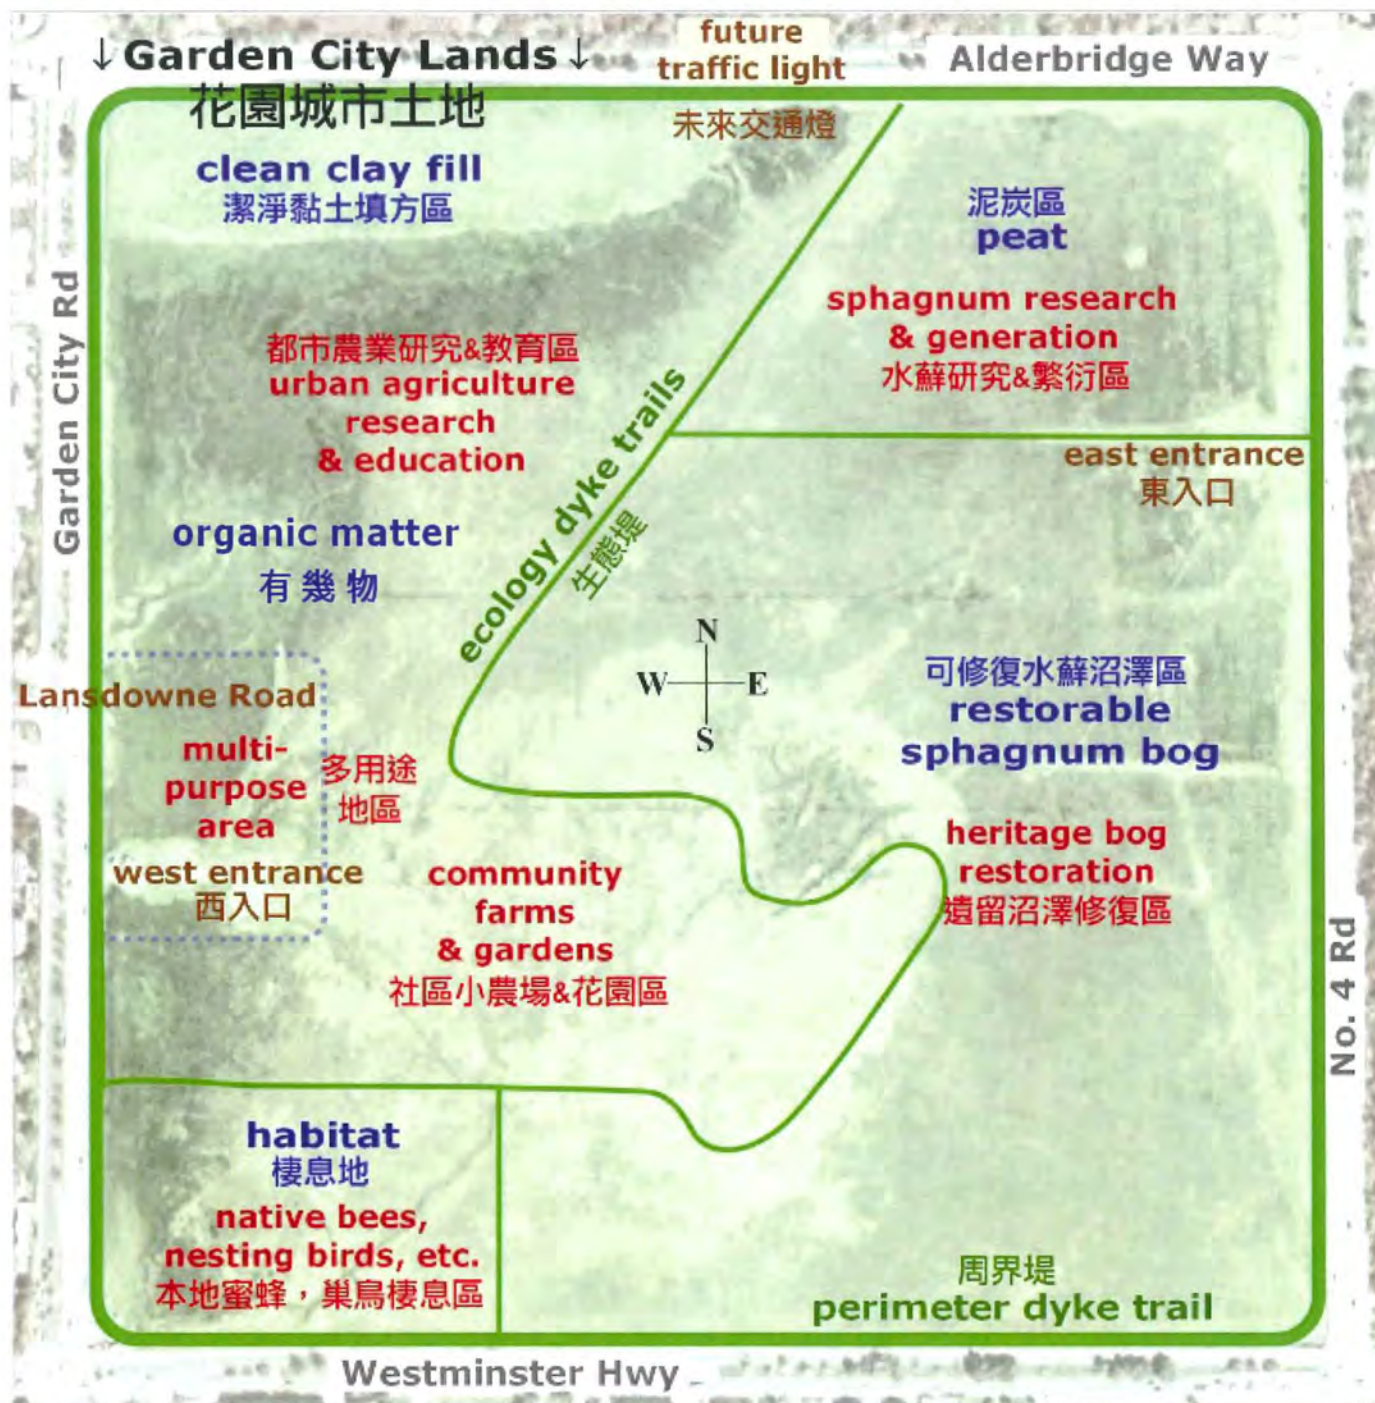 ↓Garden City Lands↓
花園城市土地
future
traffic light
未來交通燈
Alderbridge Way
clean clay fill
潔淨黏土填方區
泥炭區
peat
sphagnum research
& generation
水蘇研究&繁衍區
Garden City Rd
都市農業研究&教育區
urban agriculture
research
& education
ecology dyke trails
生態堤
east entrance
東入口
organic matter
有幾物
N
W E
S
Lansdowne Road
multi-
purpose
area
多用途
地區
west entrance
西入口
可修復水蘇沼澤區
restorable
sphagnum bog
heritage bog
restoration
遺留沼澤修復區
community
farms
& gardens
社區小農場&花園區
No. 4 Rd
habitat
棲息地
native bees,
nesting birds, etc.
本地蜜蜂，巢鳥棲息區
周界堤
perimeter dyke trail
Westminster Hwy